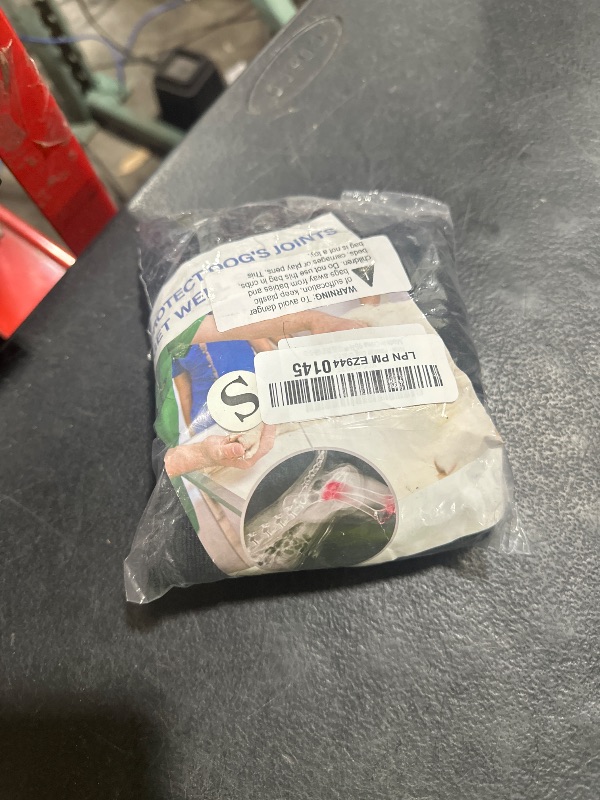 PROTECT DOG'S JOINTS
ET WE
WARNING: To avoid danger
of suffocation, keep plastic
bags away from babies and
children. Do not use this bag in cribs,
beds, carriages or play pens. This
bag is not a toy.
LPN PM EZ9440145
S